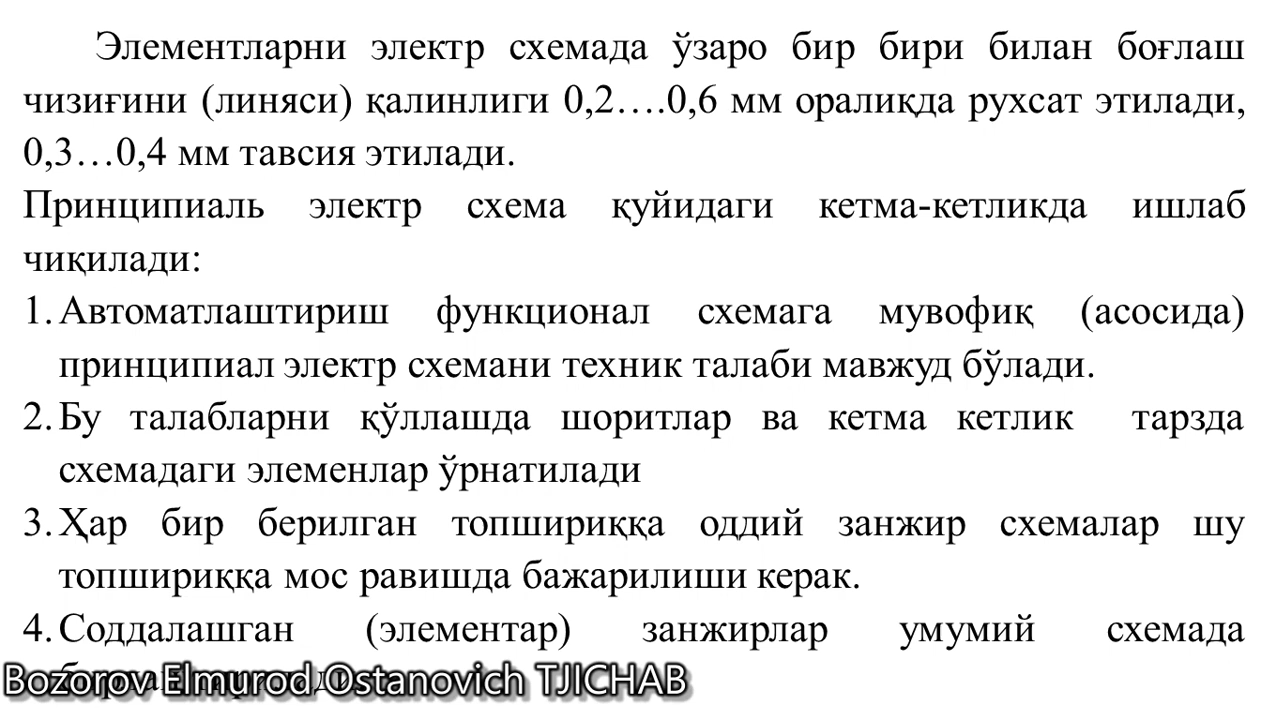 Элементларни электр схемада ўзаро бир бири билан боғлаш
чизиғини (линяси) қалинлиги 0,2….0,6 мм оралиқда рухсат этилади,
0,3…0,4 мм тавсия этилади.
Принципиаль электр схема қуйидаги кетма-кетликда ишлаб
чиқилади:
1. Автоматлаштириш функционал схемага мувофиқ (асосида)
принципиал электр схемани техник талаби мавжуд бўлади.
2. Бу талабларни қўллашда шоритлар ва кетма кетлик тарзда
схемадаги элеменлар ўрнатилади
3. Ҳар бир берилган топшириққа оддий занжир схемалар шу
топшириққа мос равишда бажарилиши керак.
4. Соддалашган (элементар) занжирлар умумий схемада
Bozorov Elmurod Ostanovich TJICHAB